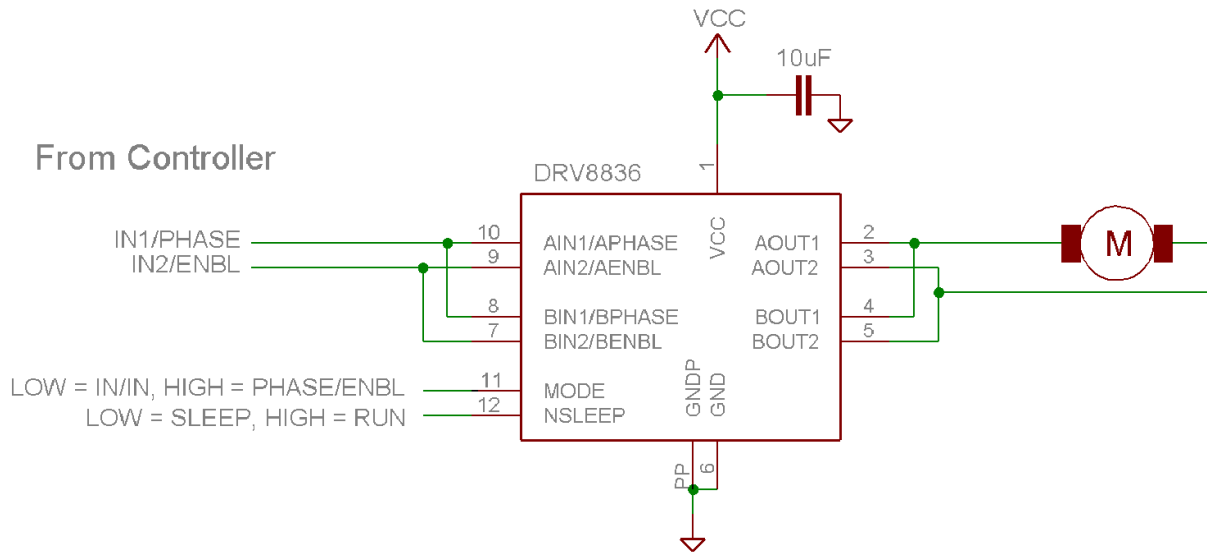 VCC
10uF
From Controller
DRV8836
1
IN1/PHASE
10
AIN1/APHASE
VCC
AOUT1
2
M
IN2/ENBL
9
AIN2/AENBL
AOUT2
3
8
BIN1/BPHASE
BOUT1
4
7
BIN2/BENBL
BOUT2
5
LOW = IN/IN, HIGH = PHASE/ENBL
11
MODE
GNDP
GND
LOW = SLEEP, HIGH = RUN
12
NSLEEP
PP
6